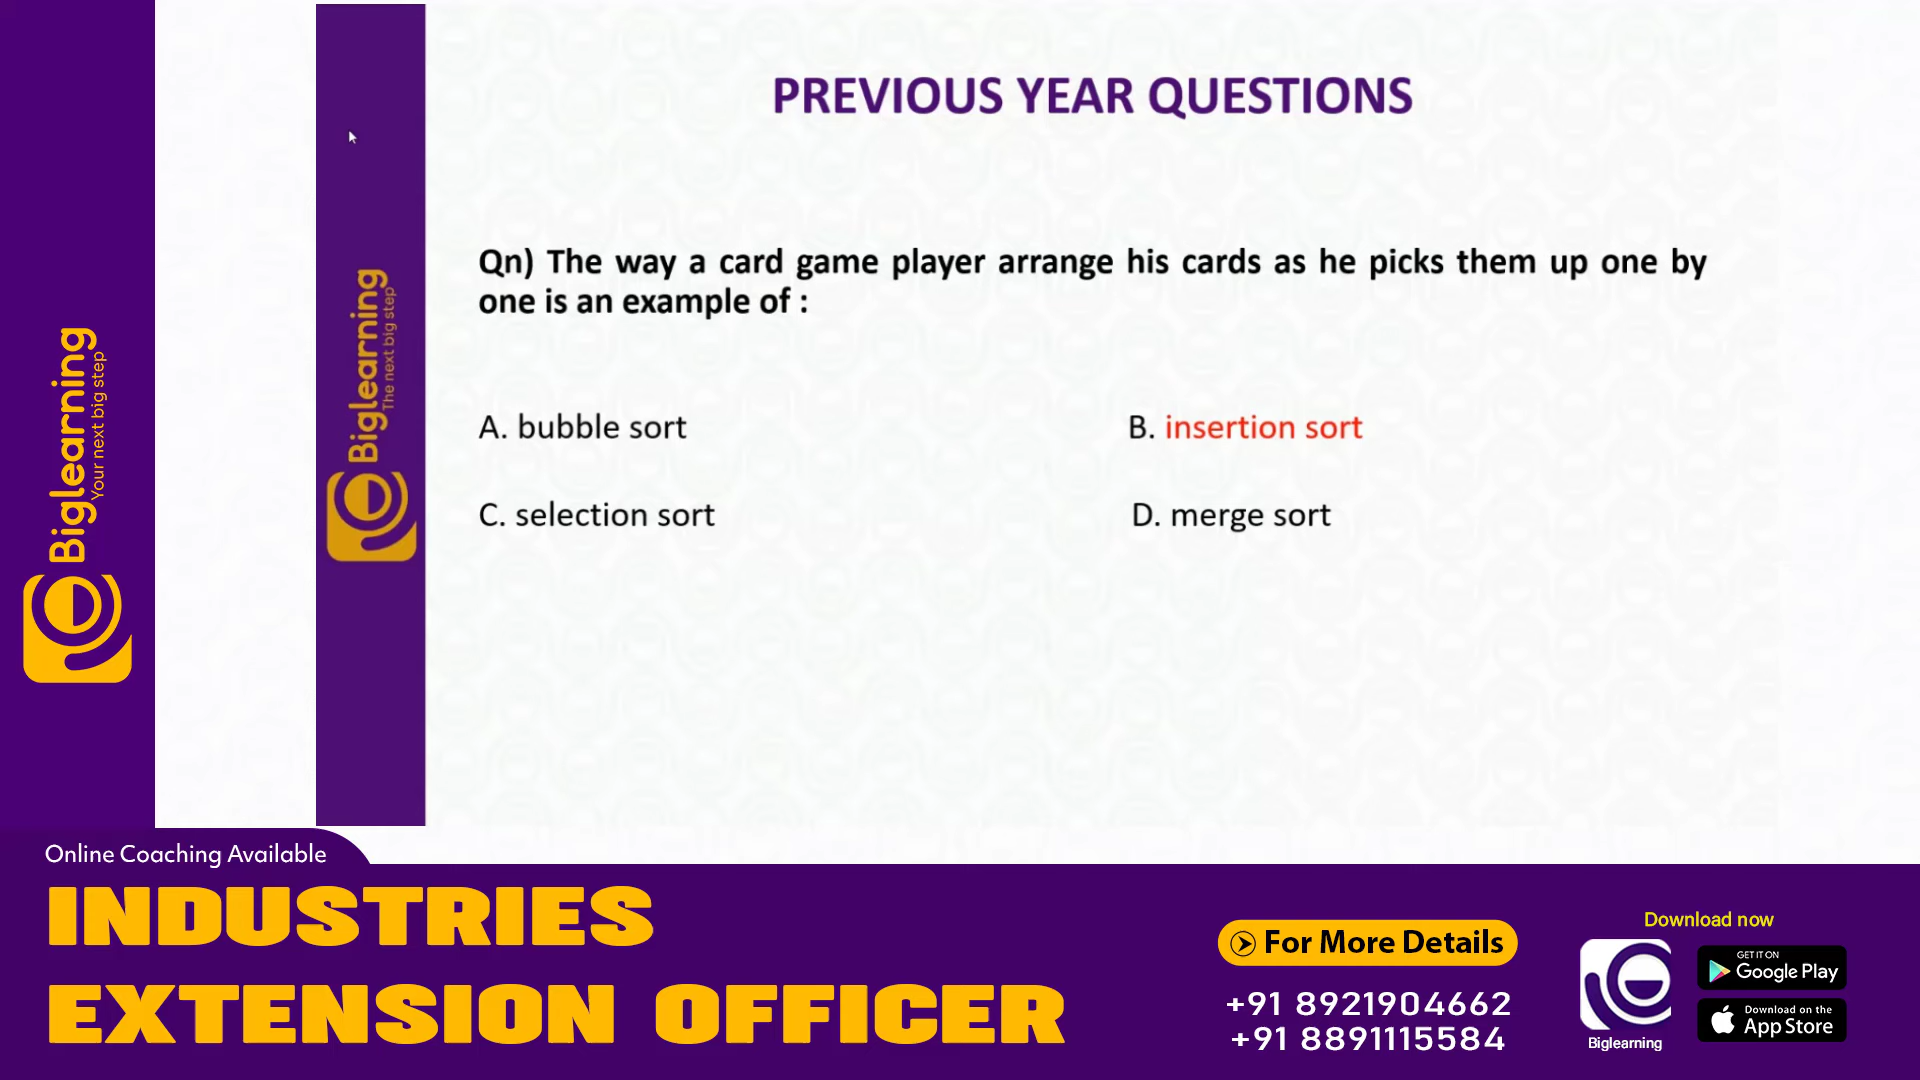 PREVIOUS YEAR QUESTIONS
Qn) The way a card game player arrange his cards as he picks them up one by
one is an example of :
A. bubble sort
B. insertion sort
C. selection sort
D. merge sort
Biglearning
The next big step
Biglearning
Your next big step
Online Coaching Available
INDUSTRIES
EXTENSION OFFICER
For More Details
+91 8921904662
+91 8891115584
Download now
Biglearning
GET IT ON
Google Play
Download on the
App Store